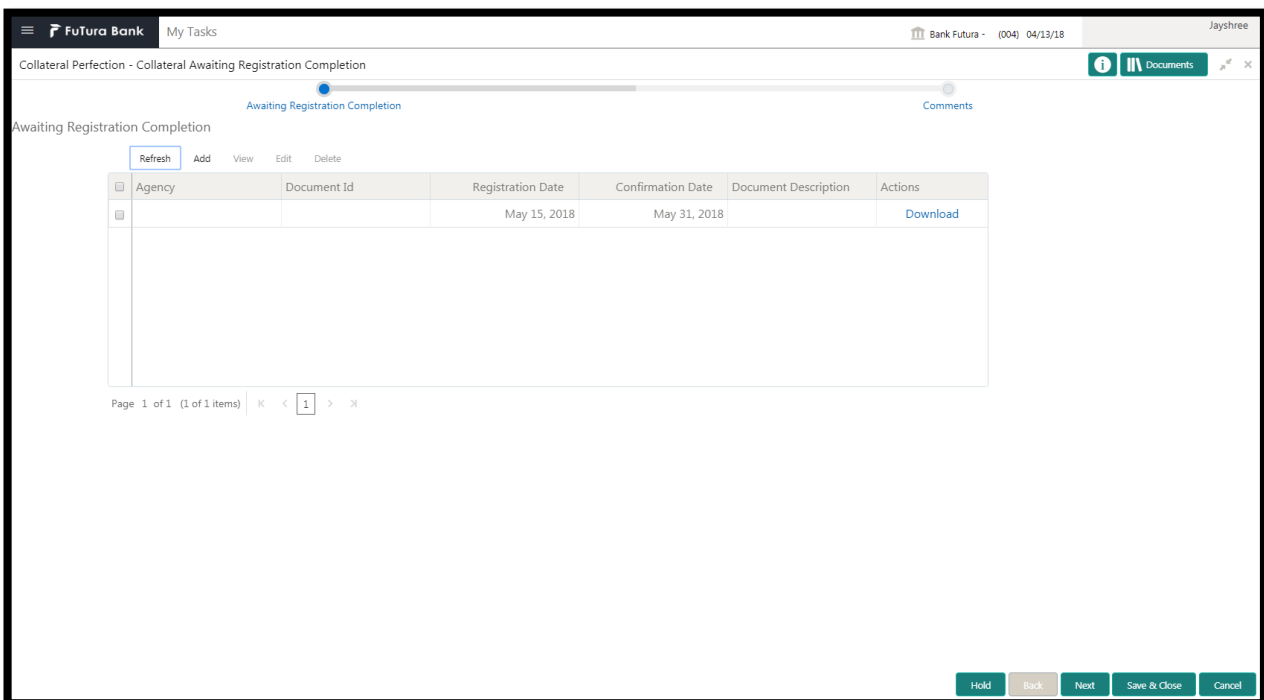 FuTura Bank My Tasks Bank Futura - (004) 04/13/18 Jayshree
Collateral Perfection - Collateral Awaiting Registration Completion i Documents
Awaiting Registration Completion Comments
Awaiting Registration Completion
Refresh Add View Edit Delete
Agency Document Id Registration Date Confirmation Date Document Description Actions
May 15, 2018 May 31, 2018 Download
Page 1 of 1 (1 of 1 items) 1
Hold Back Next Save & Close Cancel